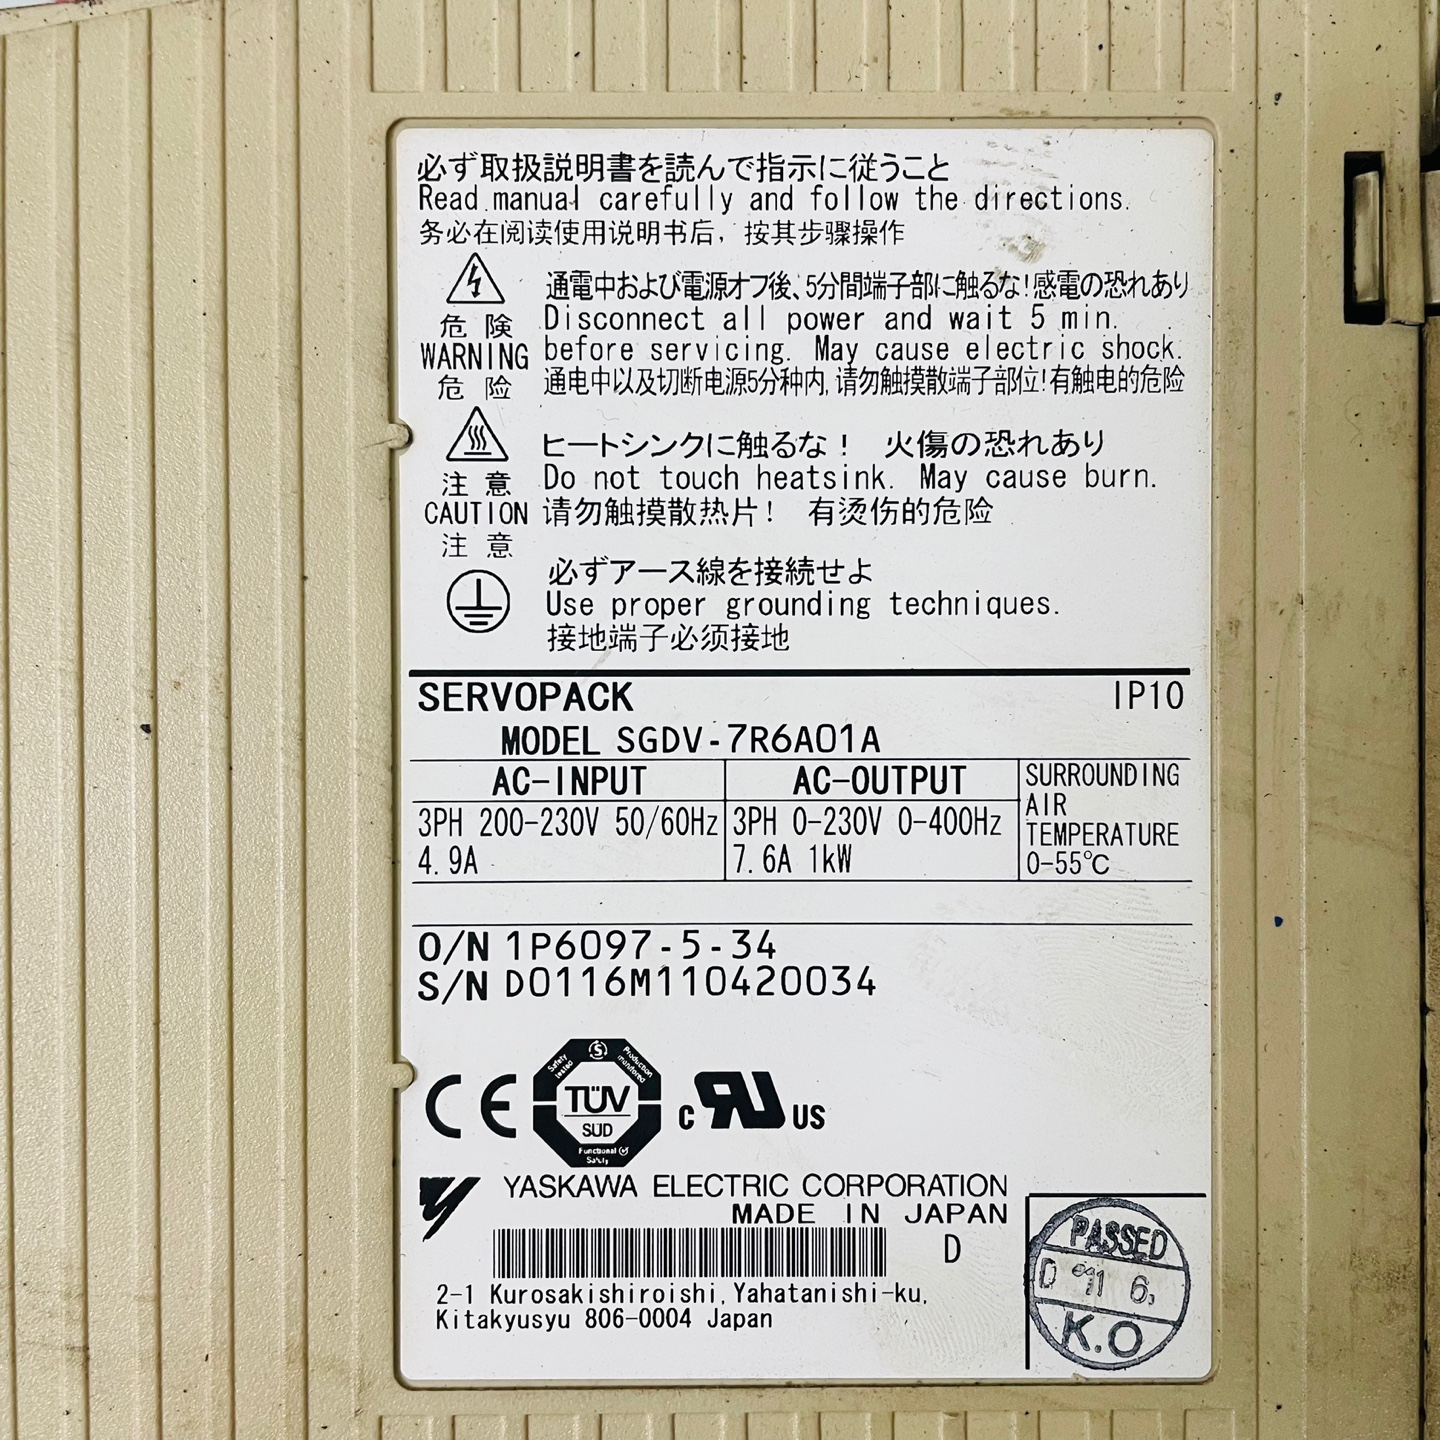 必ず取扱説明書を読んで指示に従うこと
Read manual carefully and follow the directions.
务必在阅读使用说明书后, 按其步骤操作
通電中および電源オフ後、5分間端子部に触るな!感電の恐れあり
危 険
Disconnect all power and wait 5 min.
WARNING
before servicing. May cause electric shock.
危 险
通电中以及切断电源5分种内,请勿触摸散端子部位!有触电的危险
ヒートシンクに触るな! 火傷の恐れあり
注 意
Do not touch heatsink. May cause burn.
CAUTION
请勿触摸散热片! 有烫伤的危险
注 意
必ずアース線を接続せよ
Use proper grounding techniques.
接地端子必须接地
SERVOPACK IP10
MODEL SGDV-7R6A01A
AC-INPUT
3PH 200-230V 50/60Hz
4.9A
AC-OUTPUT
3PH 0-230V 0-400Hz
7.6A 1kW
SURROUNDING
AIR
TEMPERATURE
0-55℃
O/N 1P6097-5-34
S/N D0116M110420034
CE
Safety tested
Production monitored
TÜV
SÜD
Functional Safety
c RU US
YASKAWA ELECTRIC CORPORATION
MADE IN JAPAN
D
2-1 Kurosakishiroishi,Yahatanishi-ku,
Kitakyusyu 806-0004 Japan
PASSED
D '11 6,
K.O